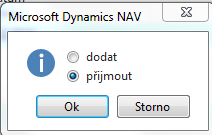 Microsoft Dynamics NAV
dodat
přijmout
Ok
Storno